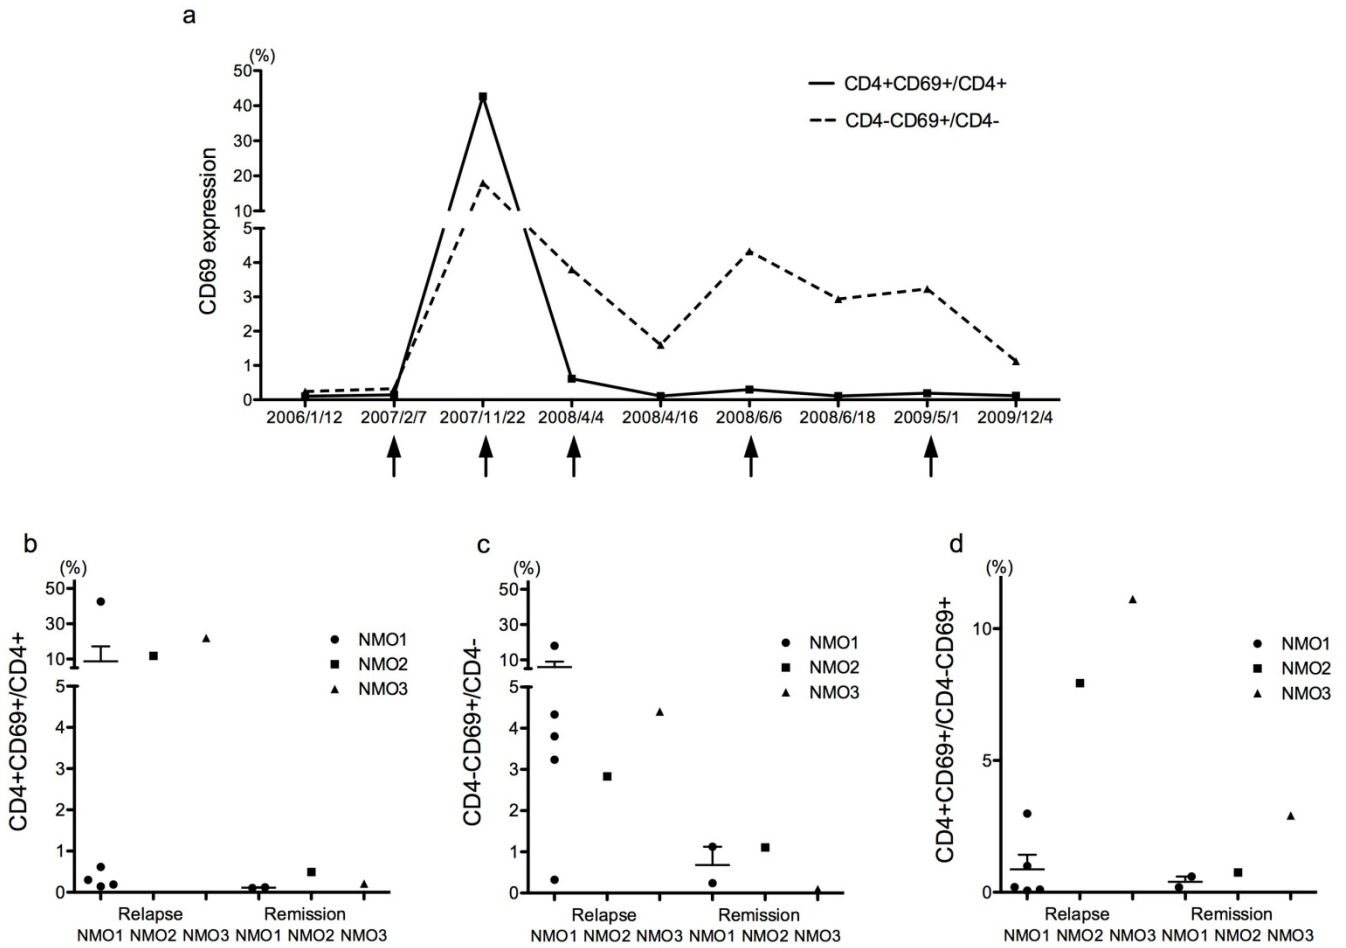 a
(%)
50
40
30
20
10
5
4
3
2
1
0
CD69 expression
CD4+CD69+/CD4+
CD4-CD69+/CD4-
2006/1/12 2007/2/7 2007/11/22 2008/4/4 2008/4/16 2008/6/6 2008/6/18 2009/5/1 2009/12/4
b
(%)
50
30
10
5
4
3
2
1
0
CD4+CD69+/CD4+
NMO1
NMO2
NMO3
Relapse Remission
NMO1 NMO2 NMO3 NMO1 NMO2 NMO3
c
(%)
50
30
10
5
4
3
2
1
0
CD4-CD69+/CD4-
NMO1
NMO2
NMO3
Relapse Remission
NMO1 NMO2 NMO3 NMO1 NMO2 NMO3
d
(%)
10
5
0
CD4+CD69+/CD4-CD69+
NMO1
NMO2
NMO3
Relapse Remission
NMO1 NMO2 NMO3 NMO1 NMO2 NMO3